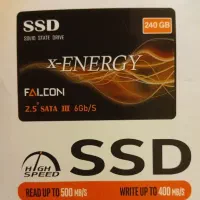 SSD
SOLID STATE DRIVE
240 GB
x-ENERGY
FALCON
2.5" SATA III 6Gb/S
HIGH
SPEED
SSD
READ UP TO 500 MB/S
WRITE UP TO 400 MB/S